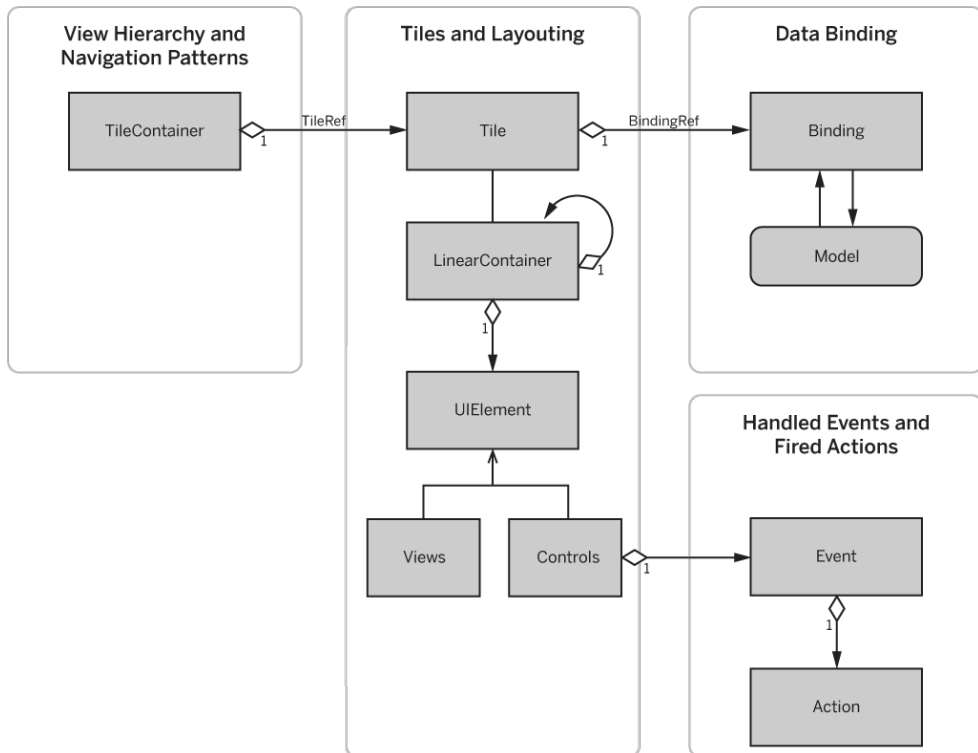 View Hierarchy and
Navigation Patterns
TileContainer
1
TileRef
Tiles and Layouting
Tile
1
BindingRef
LinearContainer
1
1
UIElement
Views
Controls
1
Data Binding
Binding
Model
Handled Events and
Fired Actions
Event
1
Action